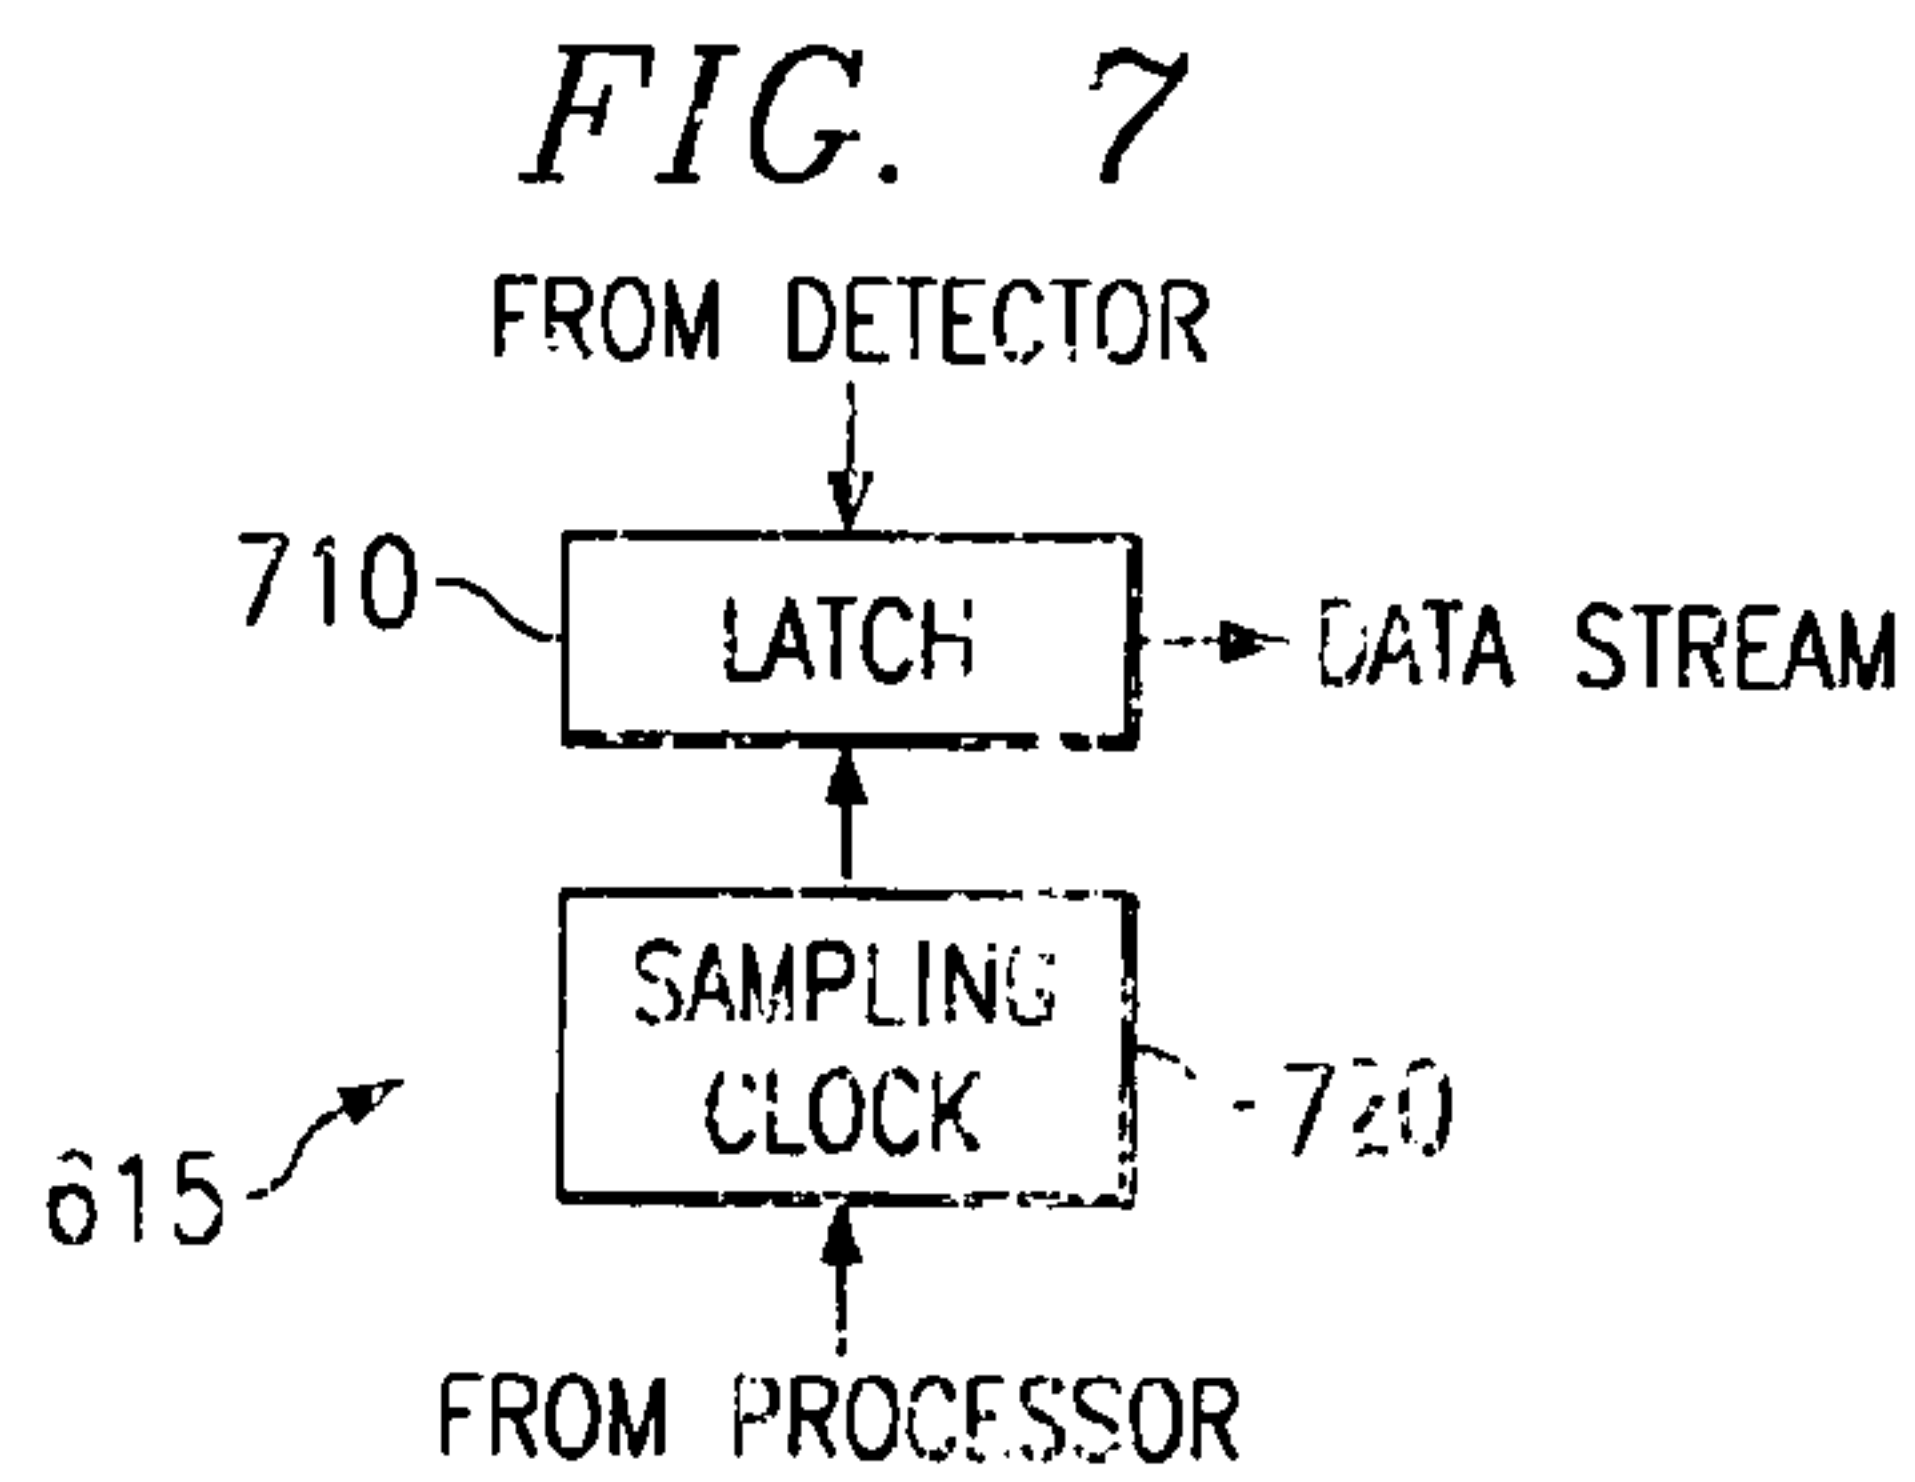 FIG. 7
FROM DETECTOR
710
LATCH
DATA STREAM
SAMPLING
CLOCK
720
615
FROM PROCESSOR